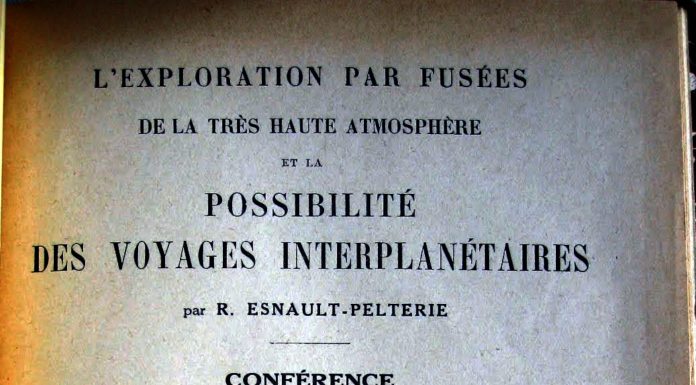 L'EXPLORATION PAR FUSÉES
DE LA TRÈS HAUTE ATMOSPHÈRE
ET LA
POSSIBILITÉ
DES VOYAGES INTERPLANÉTAIRES
par R. ESNAULT-PELTERIE
CONFÉRENCE